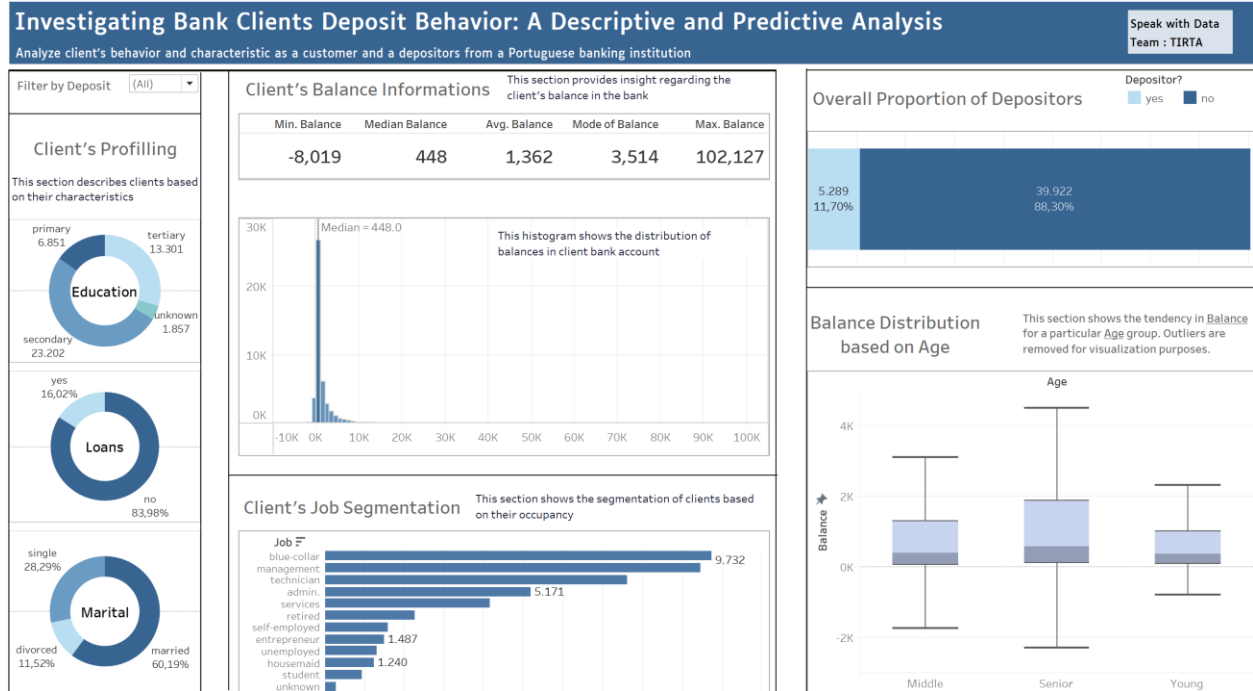 Investigating Bank Clients Deposit Behavior: A Descriptive and Predictive Analysis
Analyze client's behavior and characteristic as a customer and a depositors from a Portuguese banking institution
Speak with Data
Team : TIRTA
Filter by Deposit
(All)
Client's Profilling
This section describes clients based
on their characteristics
primary
6.851
tertiary
13.301
Education
unknown
1.857
secondary
23.202
yes
16,02%
Loans
no
83,98%
single
28,29%
Marital
divorced
11,52%
married
60,19%
Client's Balance Informations
This section provides insight regarding the
client's balance in the bank
Min. Balance Median Balance Avg. Balance Mode of Balance Max. Balance
-8,019 448 1,362 3,514 102,127
30K
Median = 448.0
This histogram shows the distribution of
balances in client bank account
20K
10K
0K
-10K 0K 10K 20K 30K 40K 50K 60K 70K 80K 90K 100K
Client's Job Segmentation
This section shows the segmentation of clients based
on their occupancy
Job
blue-collar 9.732
management
technician
admin. 5.171
services
retired
self-employed
entrepreneur 1.487
unemployed
housemaid 1.240
student
unknown
Overall Proportion of Depositors
Depositor?
yes no
5.289
11,70%
39.922
88,30%
Balance Distribution
based on Age
This section shows the tendency in Balance
for a particular Age group. Outliers are
removed for visualization purposes.
Age
4K
2K
0K
-2K
Balance
Middle Senior Young